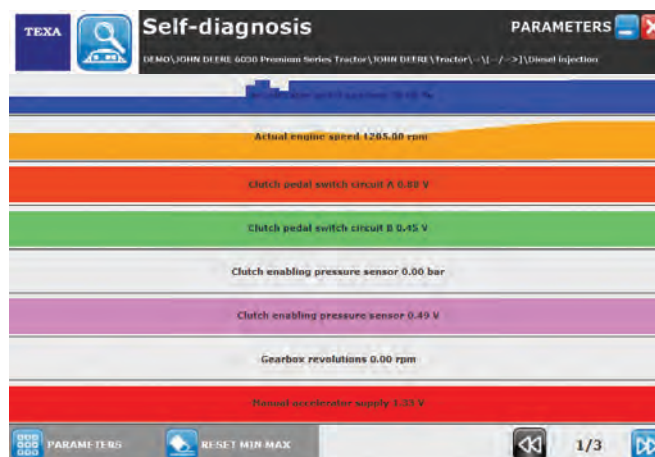 TEXA
Self-diagnosis
PARAMETERS
DEMO\JOHN DEERE 6030 Premium Series Tractor\JOHN DEERE\Tractor\--\[--/-->]\Diesel injection
Actual engine speed 1205.00 rpm
Clutch pedal switch circuit A 0.80 V
Clutch pedal switch circuit B 0.45 V
Clutch enabling pressure sensor 0.00 bar
Clutch enabling pressure sensor 0.49 V
Gearbox revolutions 0.00 rpm
Manual accelerator supply 1.33 V
PARAMETERS
RESET MIN MAX
1/3